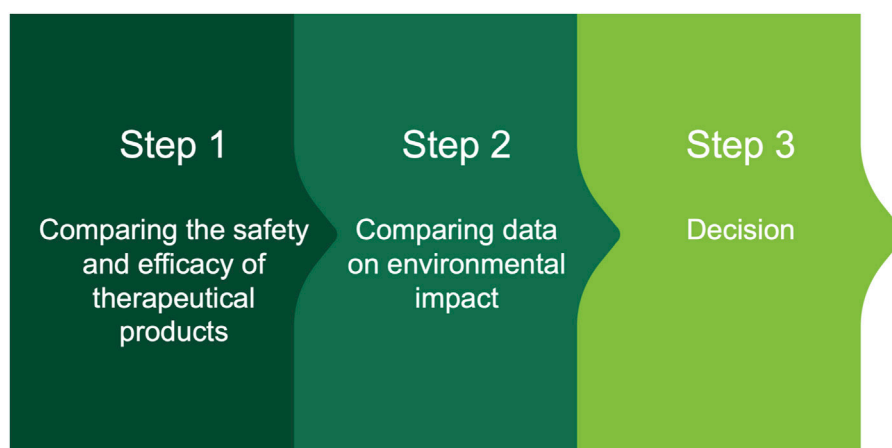 Step 1
Comparing the safety
and efficacy of
therapeutical
products
Step 2
Comparing data
on environmental
impact
Step 3
Decision